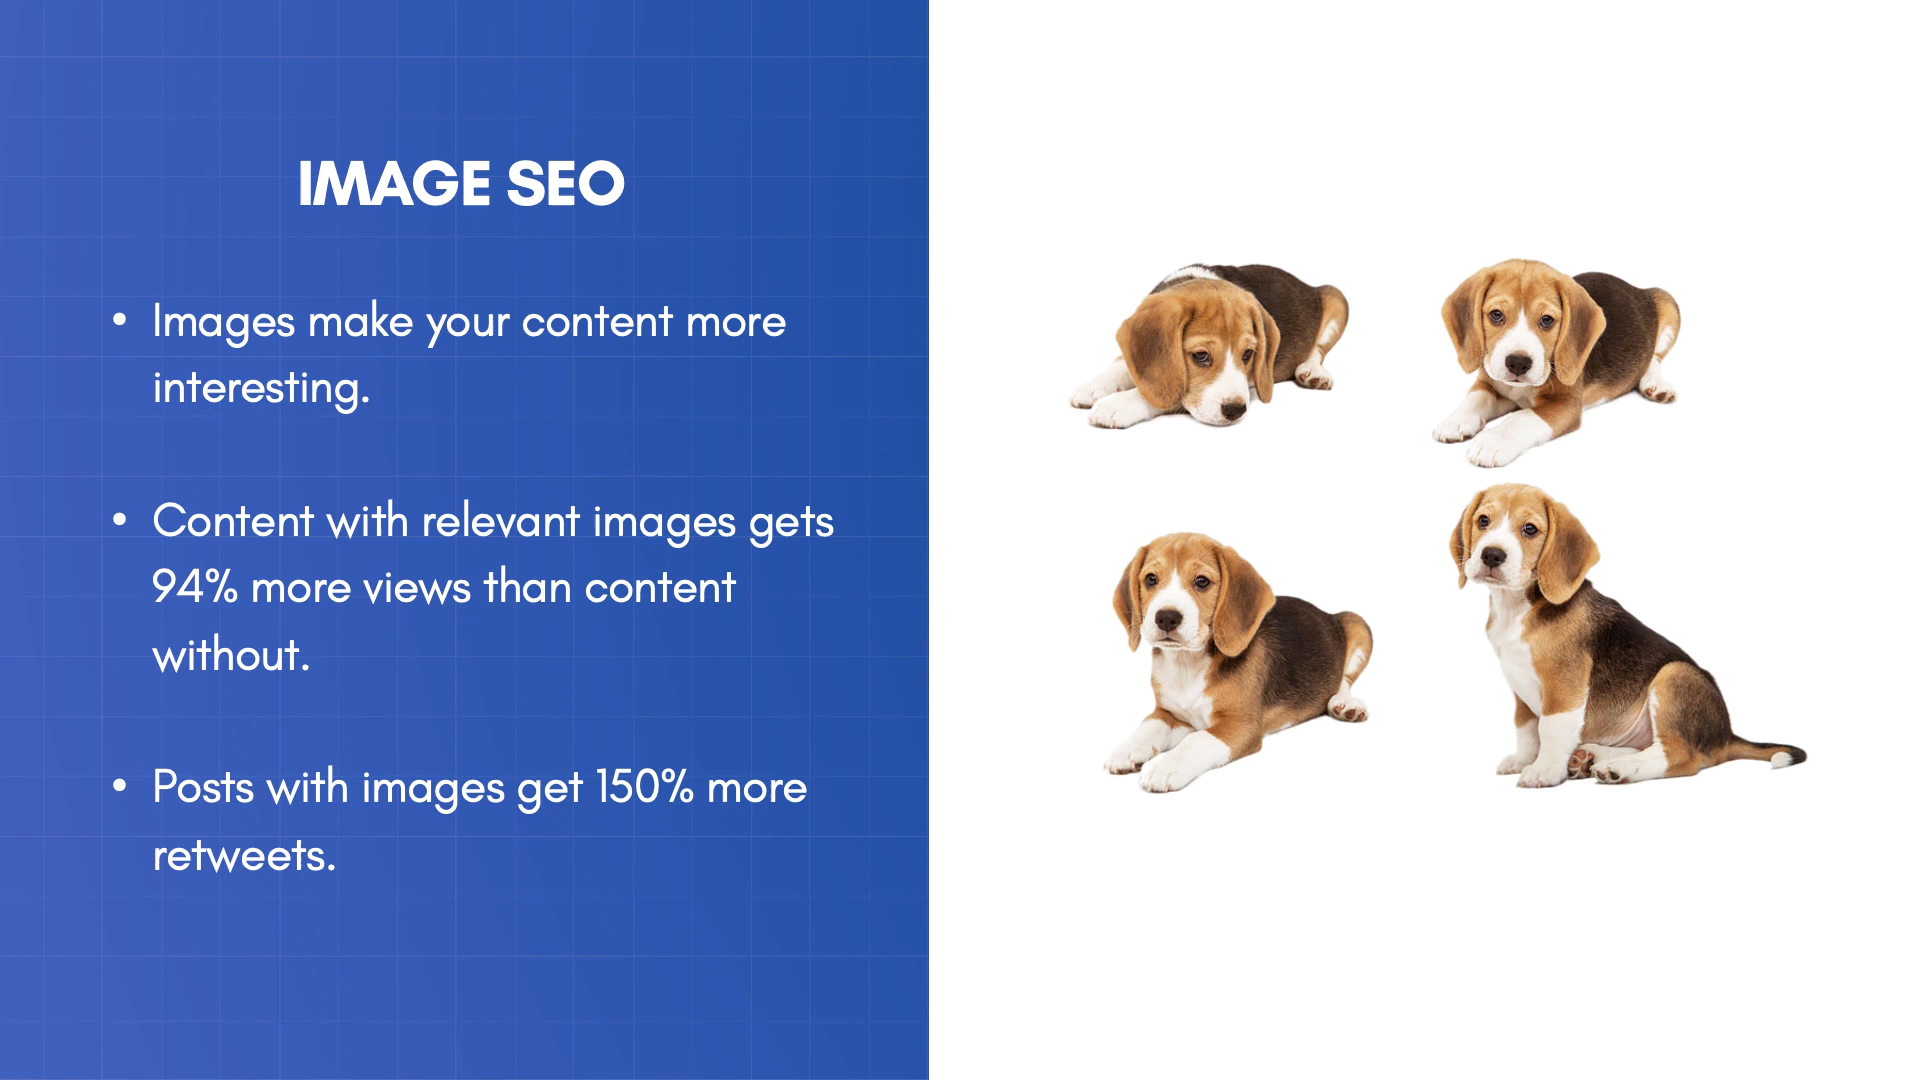 IMAGE SEO
• Images make your content more
interesting.
• Content with relevant images gets
94% more views than content
without.
• Posts with images get 150% more
retweets.